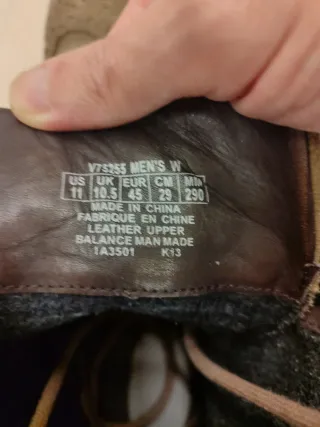 V75255 MEN'S W
US UK EUR CM Mm
11 10.5 45 29 290
MADE IN CHINA
FABRIQUE EN CHINE
LEATHER UPPER
BALANCE MAN MADE
1A3501 K13